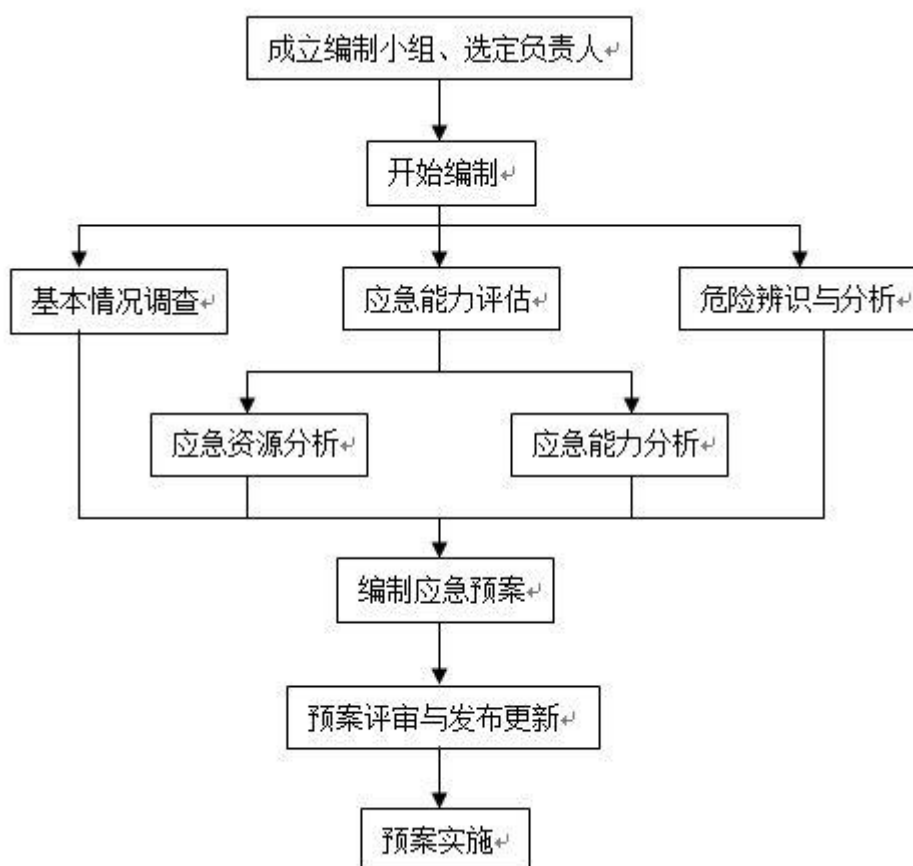 成立编制小组、选定负责人
开始编制
基本情况调查
应急能力评估
危险辨识与分析
应急资源分析
应急能力分析
编制应急预案
预案评审与发布更新
预案实施